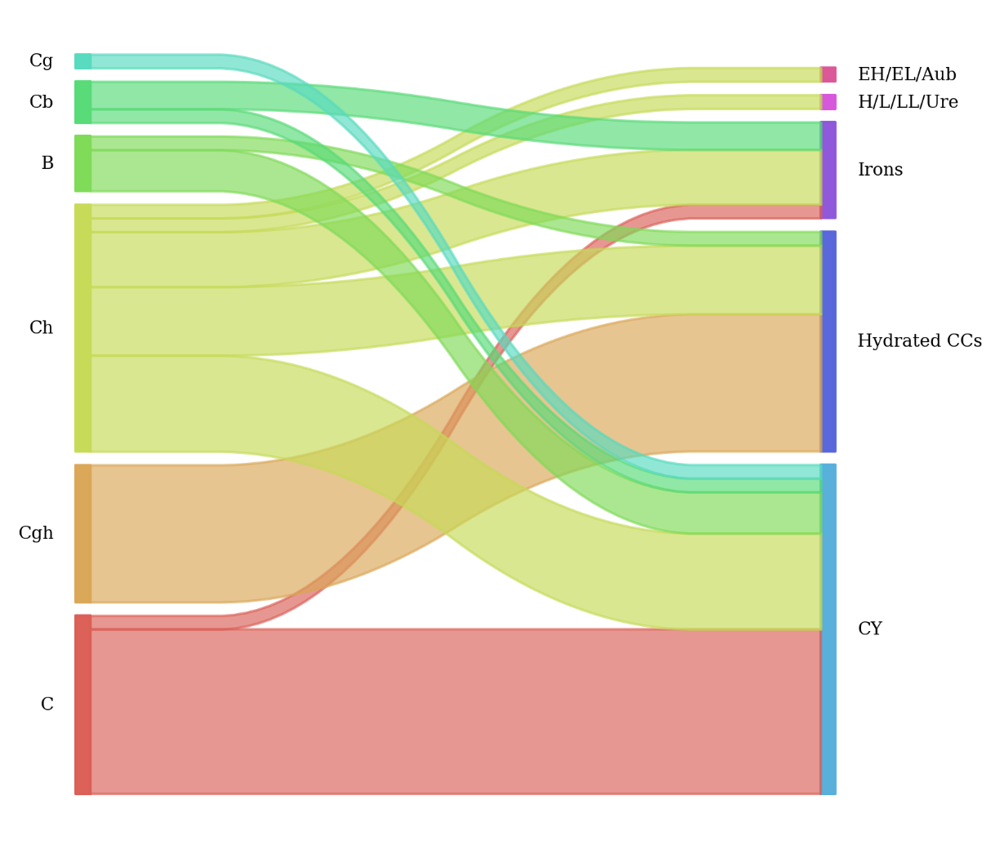 Cg
Cb
B
Ch
Cgh
C
EH/EL/Aub
H/L/LL/Ure
Irons
Hydrated CCs
CY